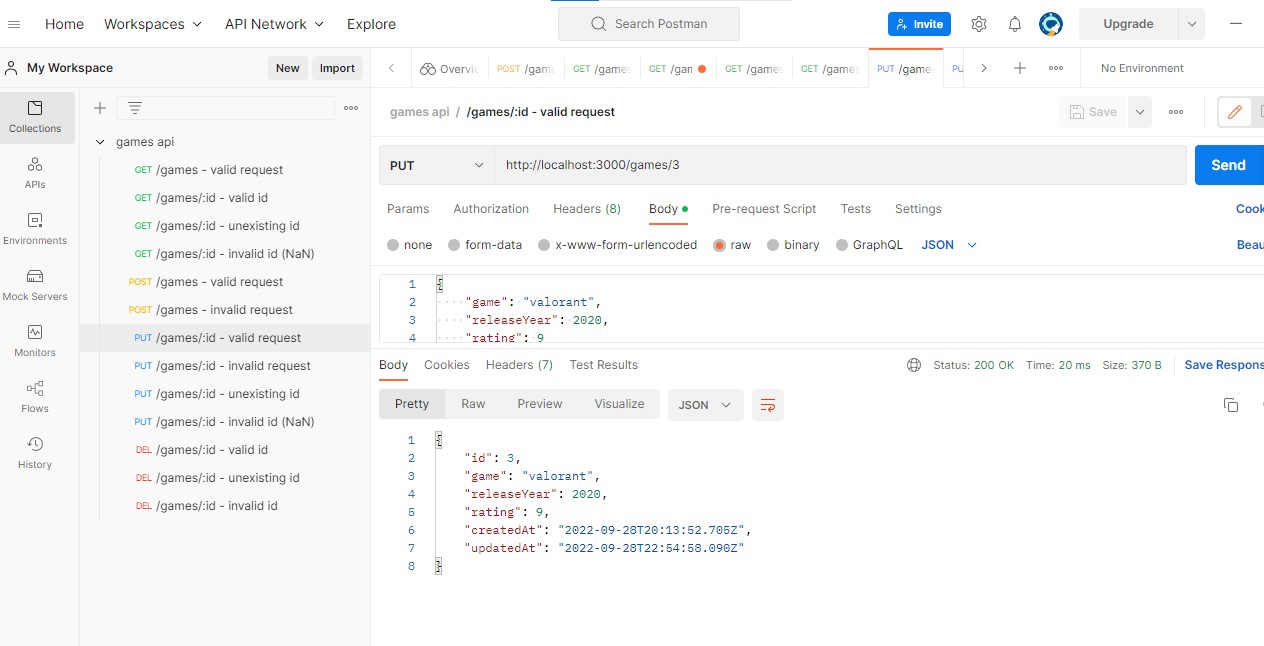 Home Workspaces API Network Explore Search Postman Invite Upgrade
My Workspace New Import
Overvie POST /game GET /games GET /gan GET /games GET /games PUT /game PU No Environment
Collections
APIs
Environments
Mock Servers
Monitors
Flows
History
games api
GET /games - valid request
GET /games/:id - valid id
GET /games/:id - unexisting id
GET /games/:id - invalid id (NaN)
POST /games - valid request
POST /games - invalid request
PUT /games/:id - valid request
PUT /games/:id - invalid request
PUT /games/:id - unexisting id
PUT /games/:id - invalid id (NaN)
DEL /games/:id - valid id
DEL /games/:id - unexisting id
DEL /games/:id - invalid id
games api / /games/:id - valid request Save
PUT http://localhost:3000/games/3 Send
Params Authorization Headers (8) Body Pre-request Script Tests Settings Cook
none form-data x-www-form-urlencoded raw binary GraphQL JSON Beau
1 {
2 "game": "valorant",
3 "releaseYear": 2020,
4 "rating": 9
Body Cookies Headers (7) Test Results Status: 200 OK Time: 20 ms Size: 370 B Save Respons
Pretty Raw Preview Visualize JSON
1 {
2 "id": 3,
3 "game": "valorant",
4 "releaseYear": 2020,
5 "rating": 9,
6 "createdAt": "2022-09-28T20:13:52.705Z",
7 "updatedAt": "2022-09-28T22:54:58.090Z"
8 }